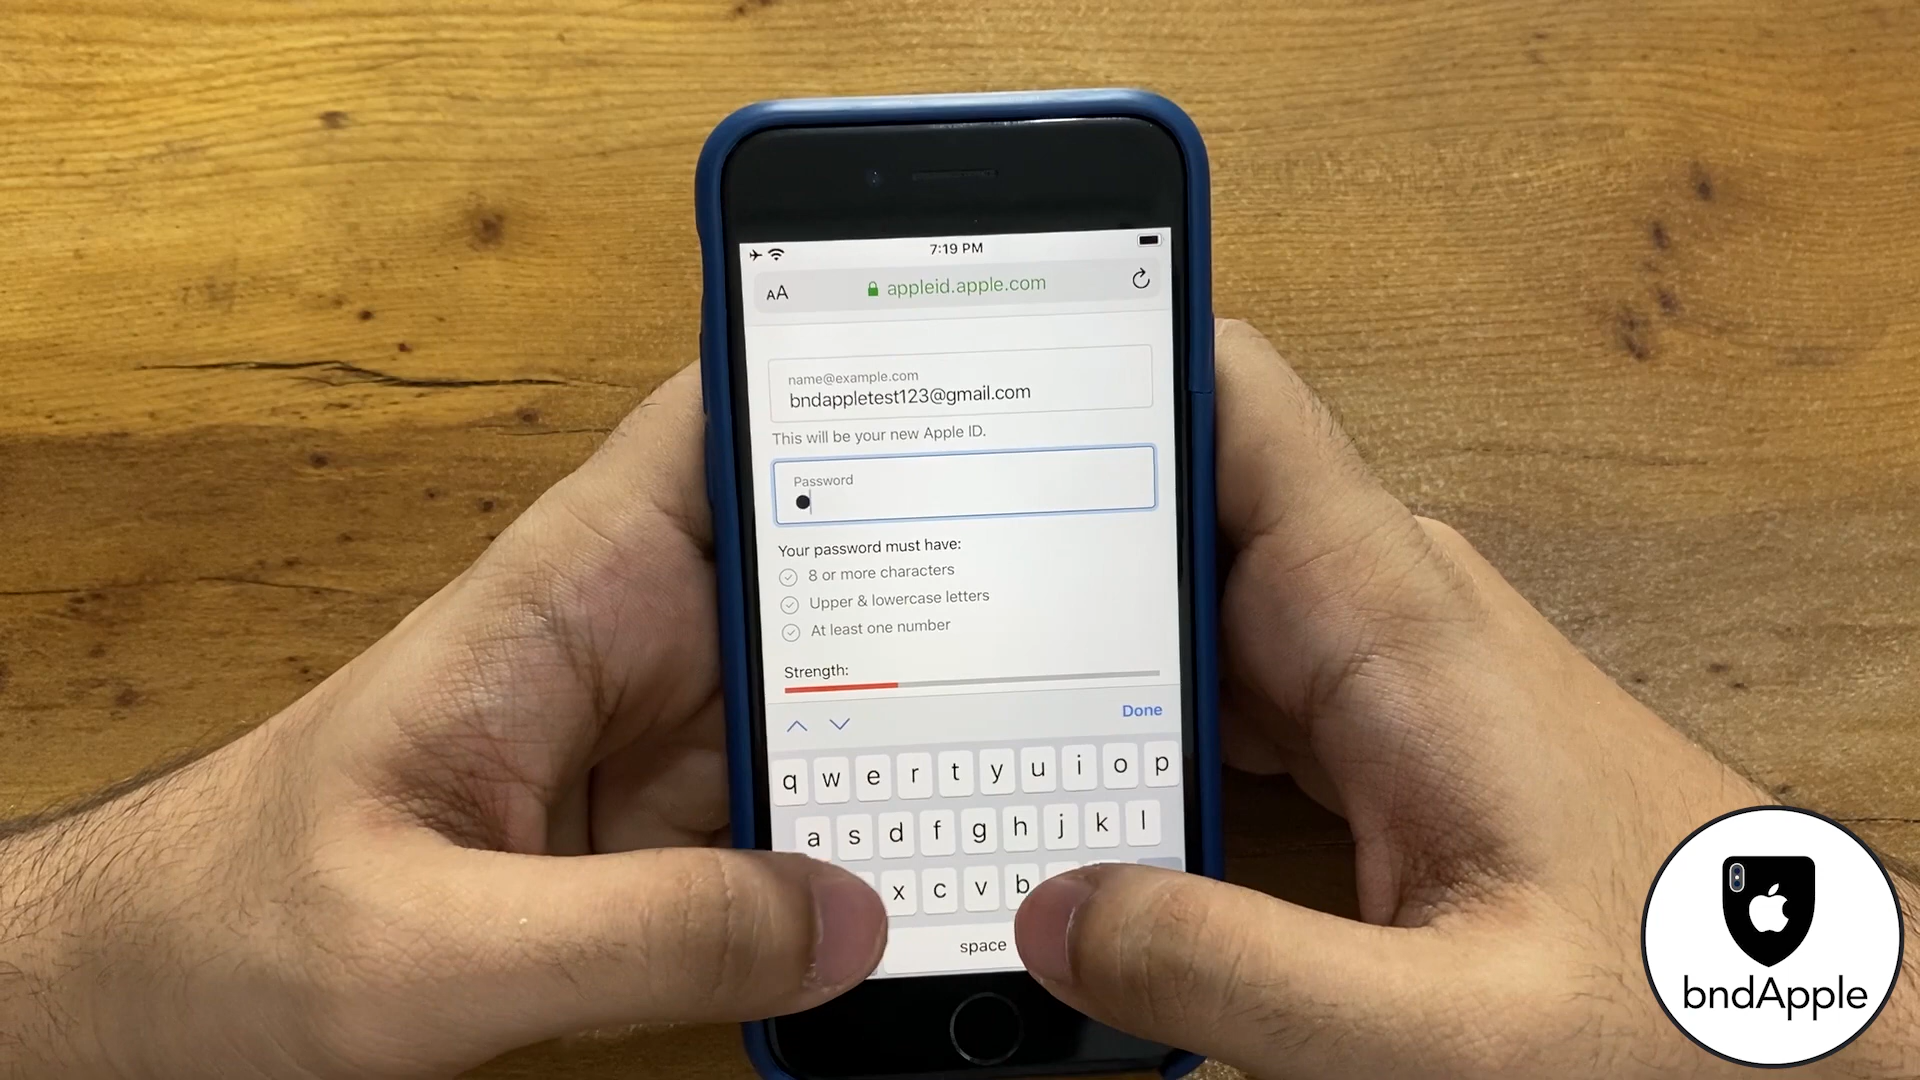 7:19 PM
AA appleid.apple.com
name@example.com
bndappletest123@gmail.com
This will be your new Apple ID.
Password
Your password must have:
8 or more characters
Upper & lowercase letters
At least one number
Strength:
Done
q w e r t y u i o p
a s d f g h j k l
x c v b
space
bndApple